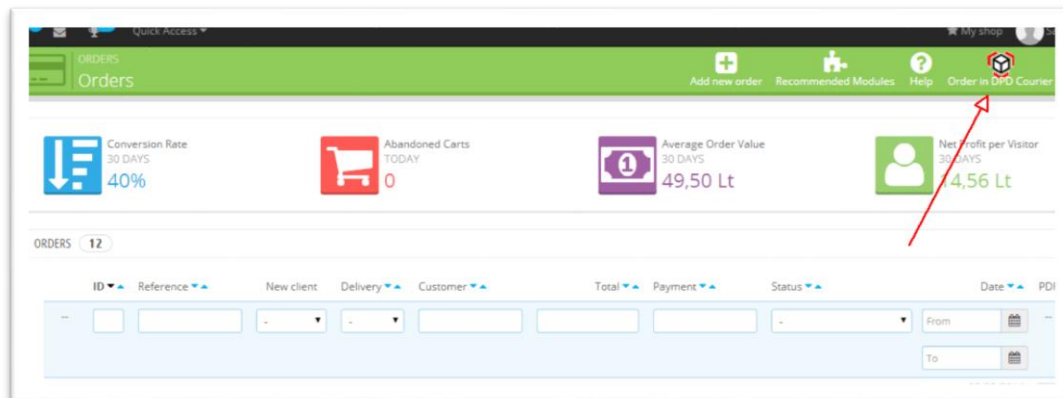 Quick Access
My shop
ORDERS
Orders
Add new order
Recommended Modules
Help
Order in DPD Courier
Conversion Rate
30 DAYS
40%
Abandoned Carts
TODAY
0
Average Order Value
30 DAYS
49,50 Lt
Net Profit per Visitor
30 DAYS
14,56 Lt
ORDERS 12
ID Reference New client Delivery Customer Total Payment Status Date
-- - - - From --
To